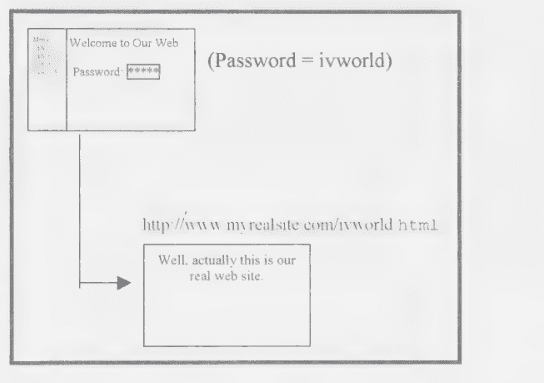 Welcome to Our Web
Password: *****
(Password = ivworld)
http://www.myrealsite.com/ivworld.html
Well, actually this is our
real web site.